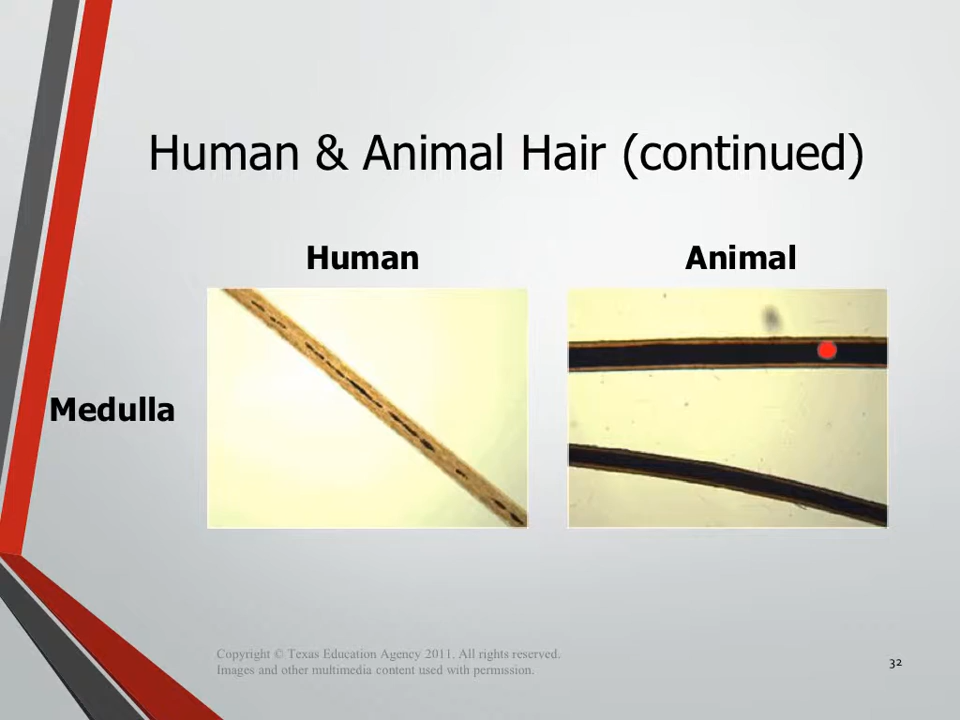 Human & Animal Hair (continued)
Human
Animal
Medulla
Copyright © Texas Education Agency 2011. All rights reserved.
Images and other multimedia content used with permission.
32